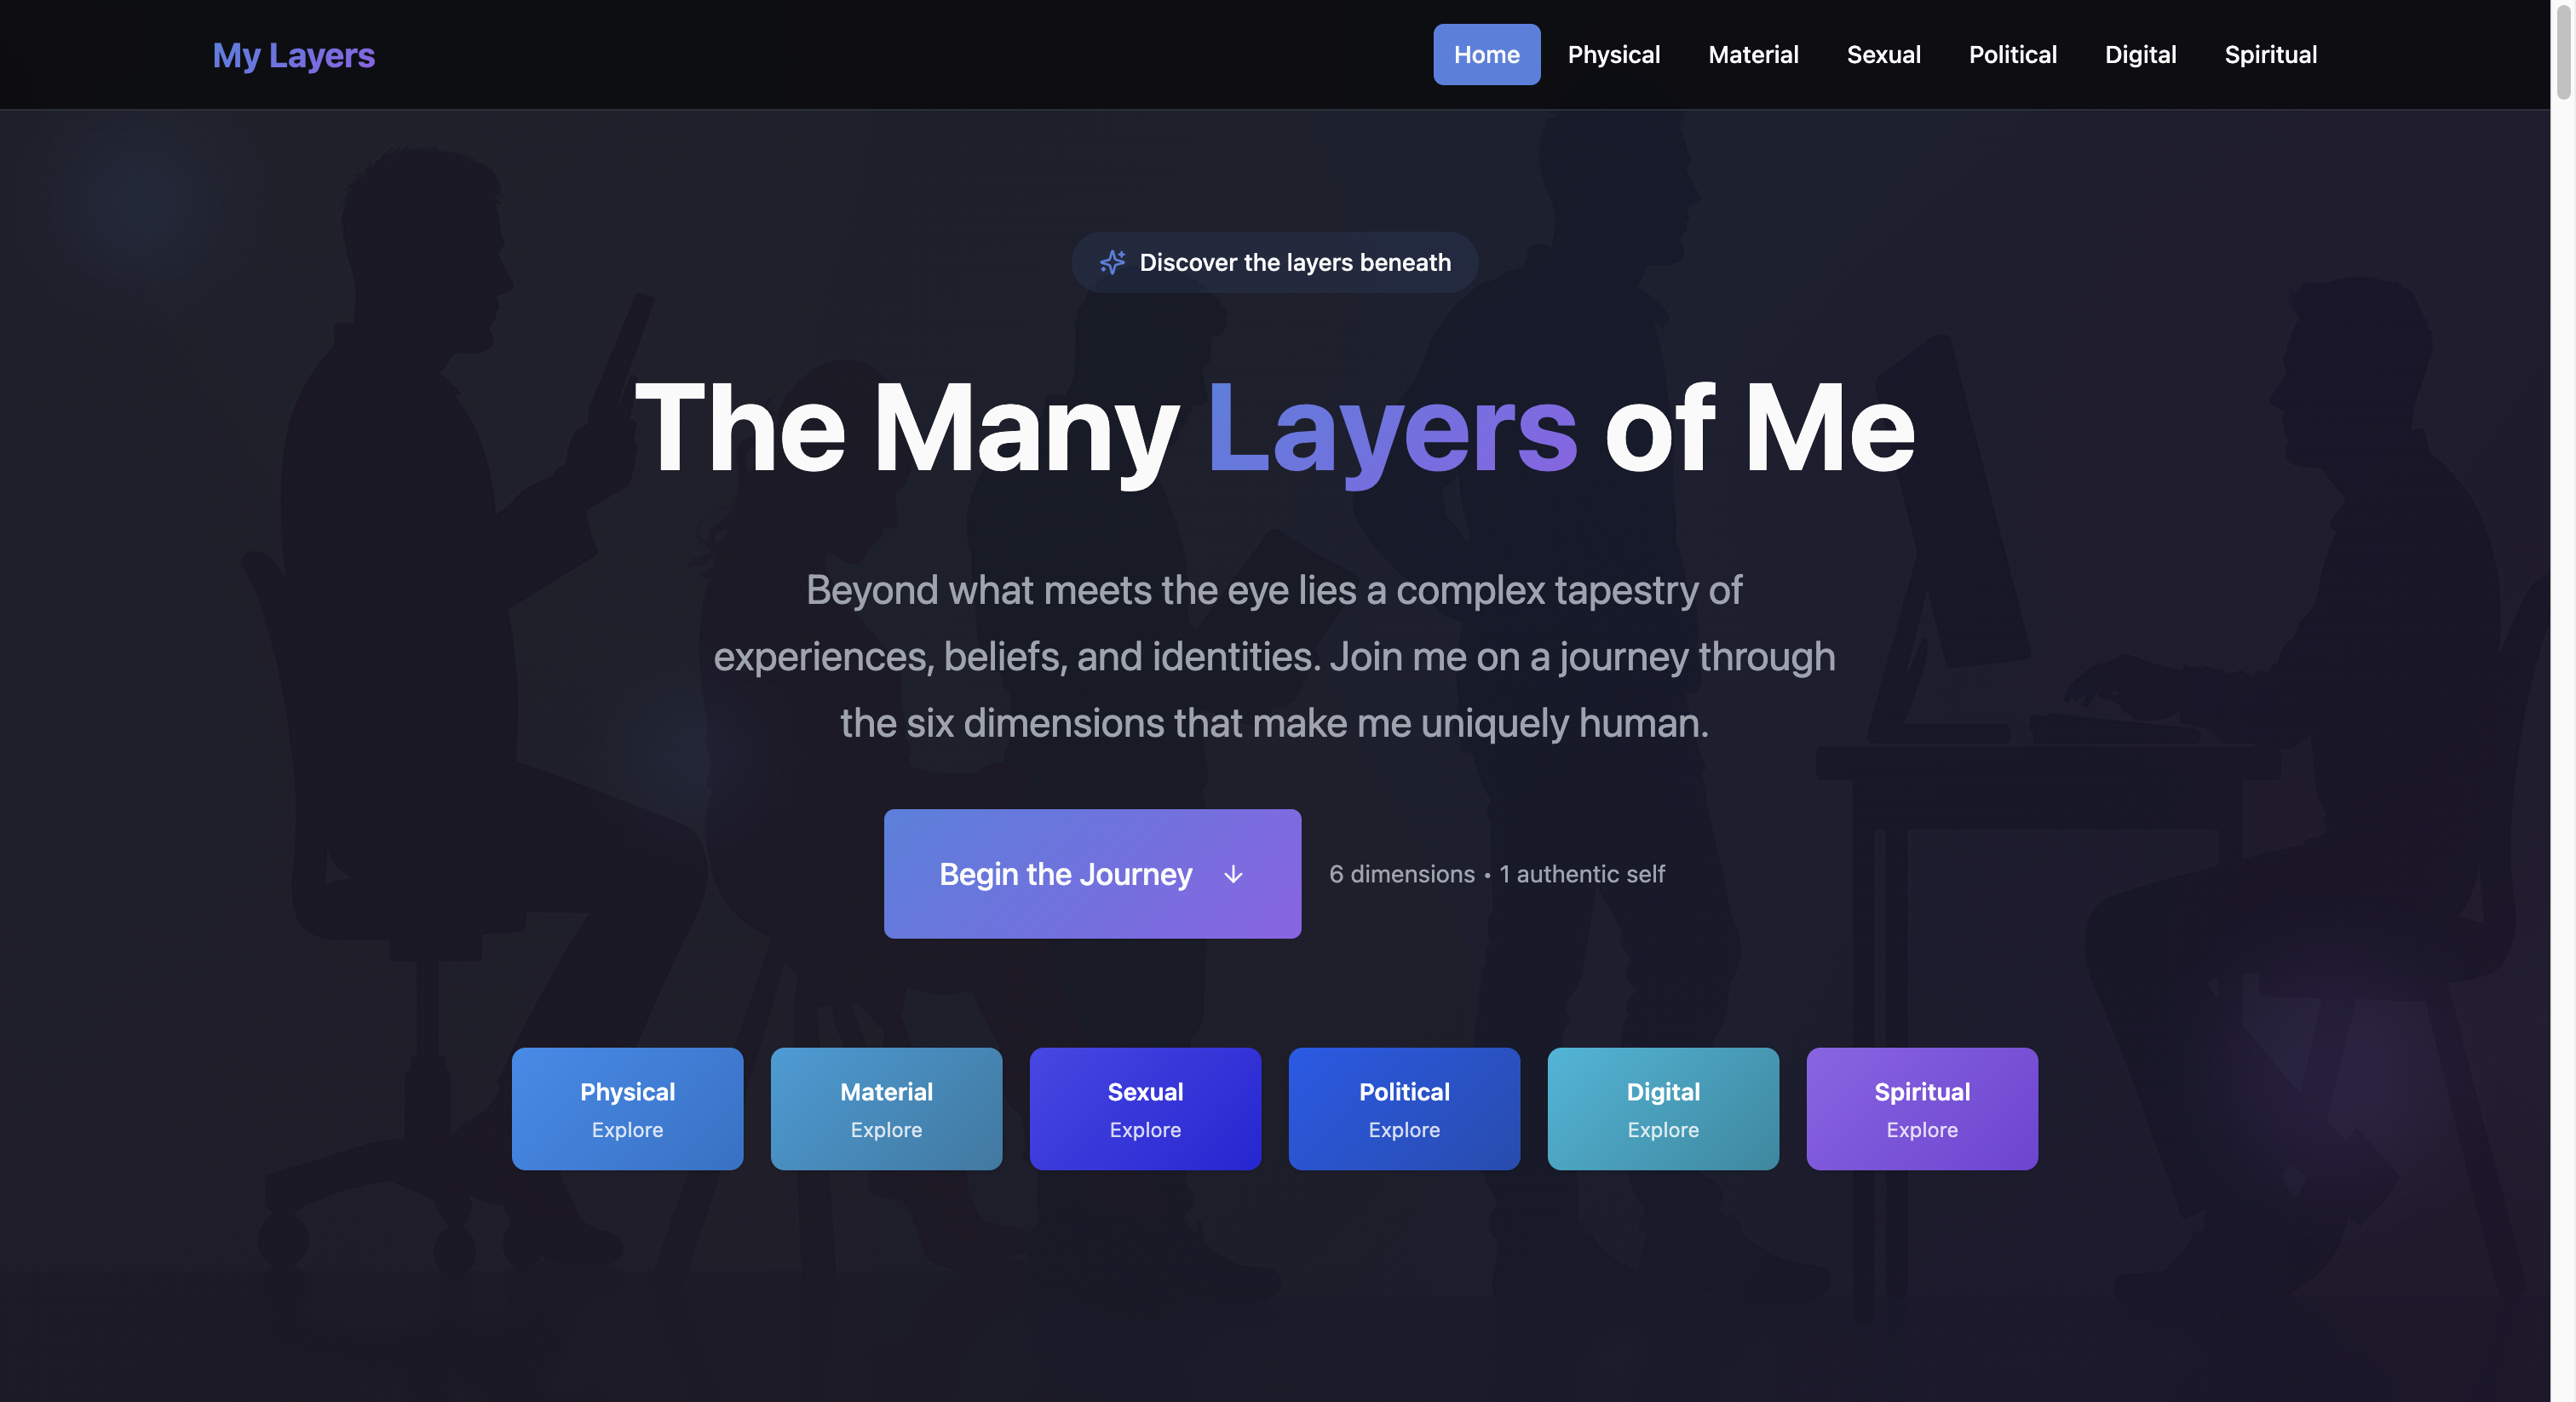 My Layers
Home
Physical
Material
Sexual
Political
Digital
Spiritual
Discover the layers beneath
The Many Layers of Me
Beyond what meets the eye lies a complex tapestry of
experiences, beliefs, and identities. Join me on a journey through
the six dimensions that make me uniquely human.
Begin the Journey ↓
6 dimensions • 1 authentic self
Physical
Explore
Material
Explore
Sexual
Explore
Political
Explore
Digital
Explore
Spiritual
Explore